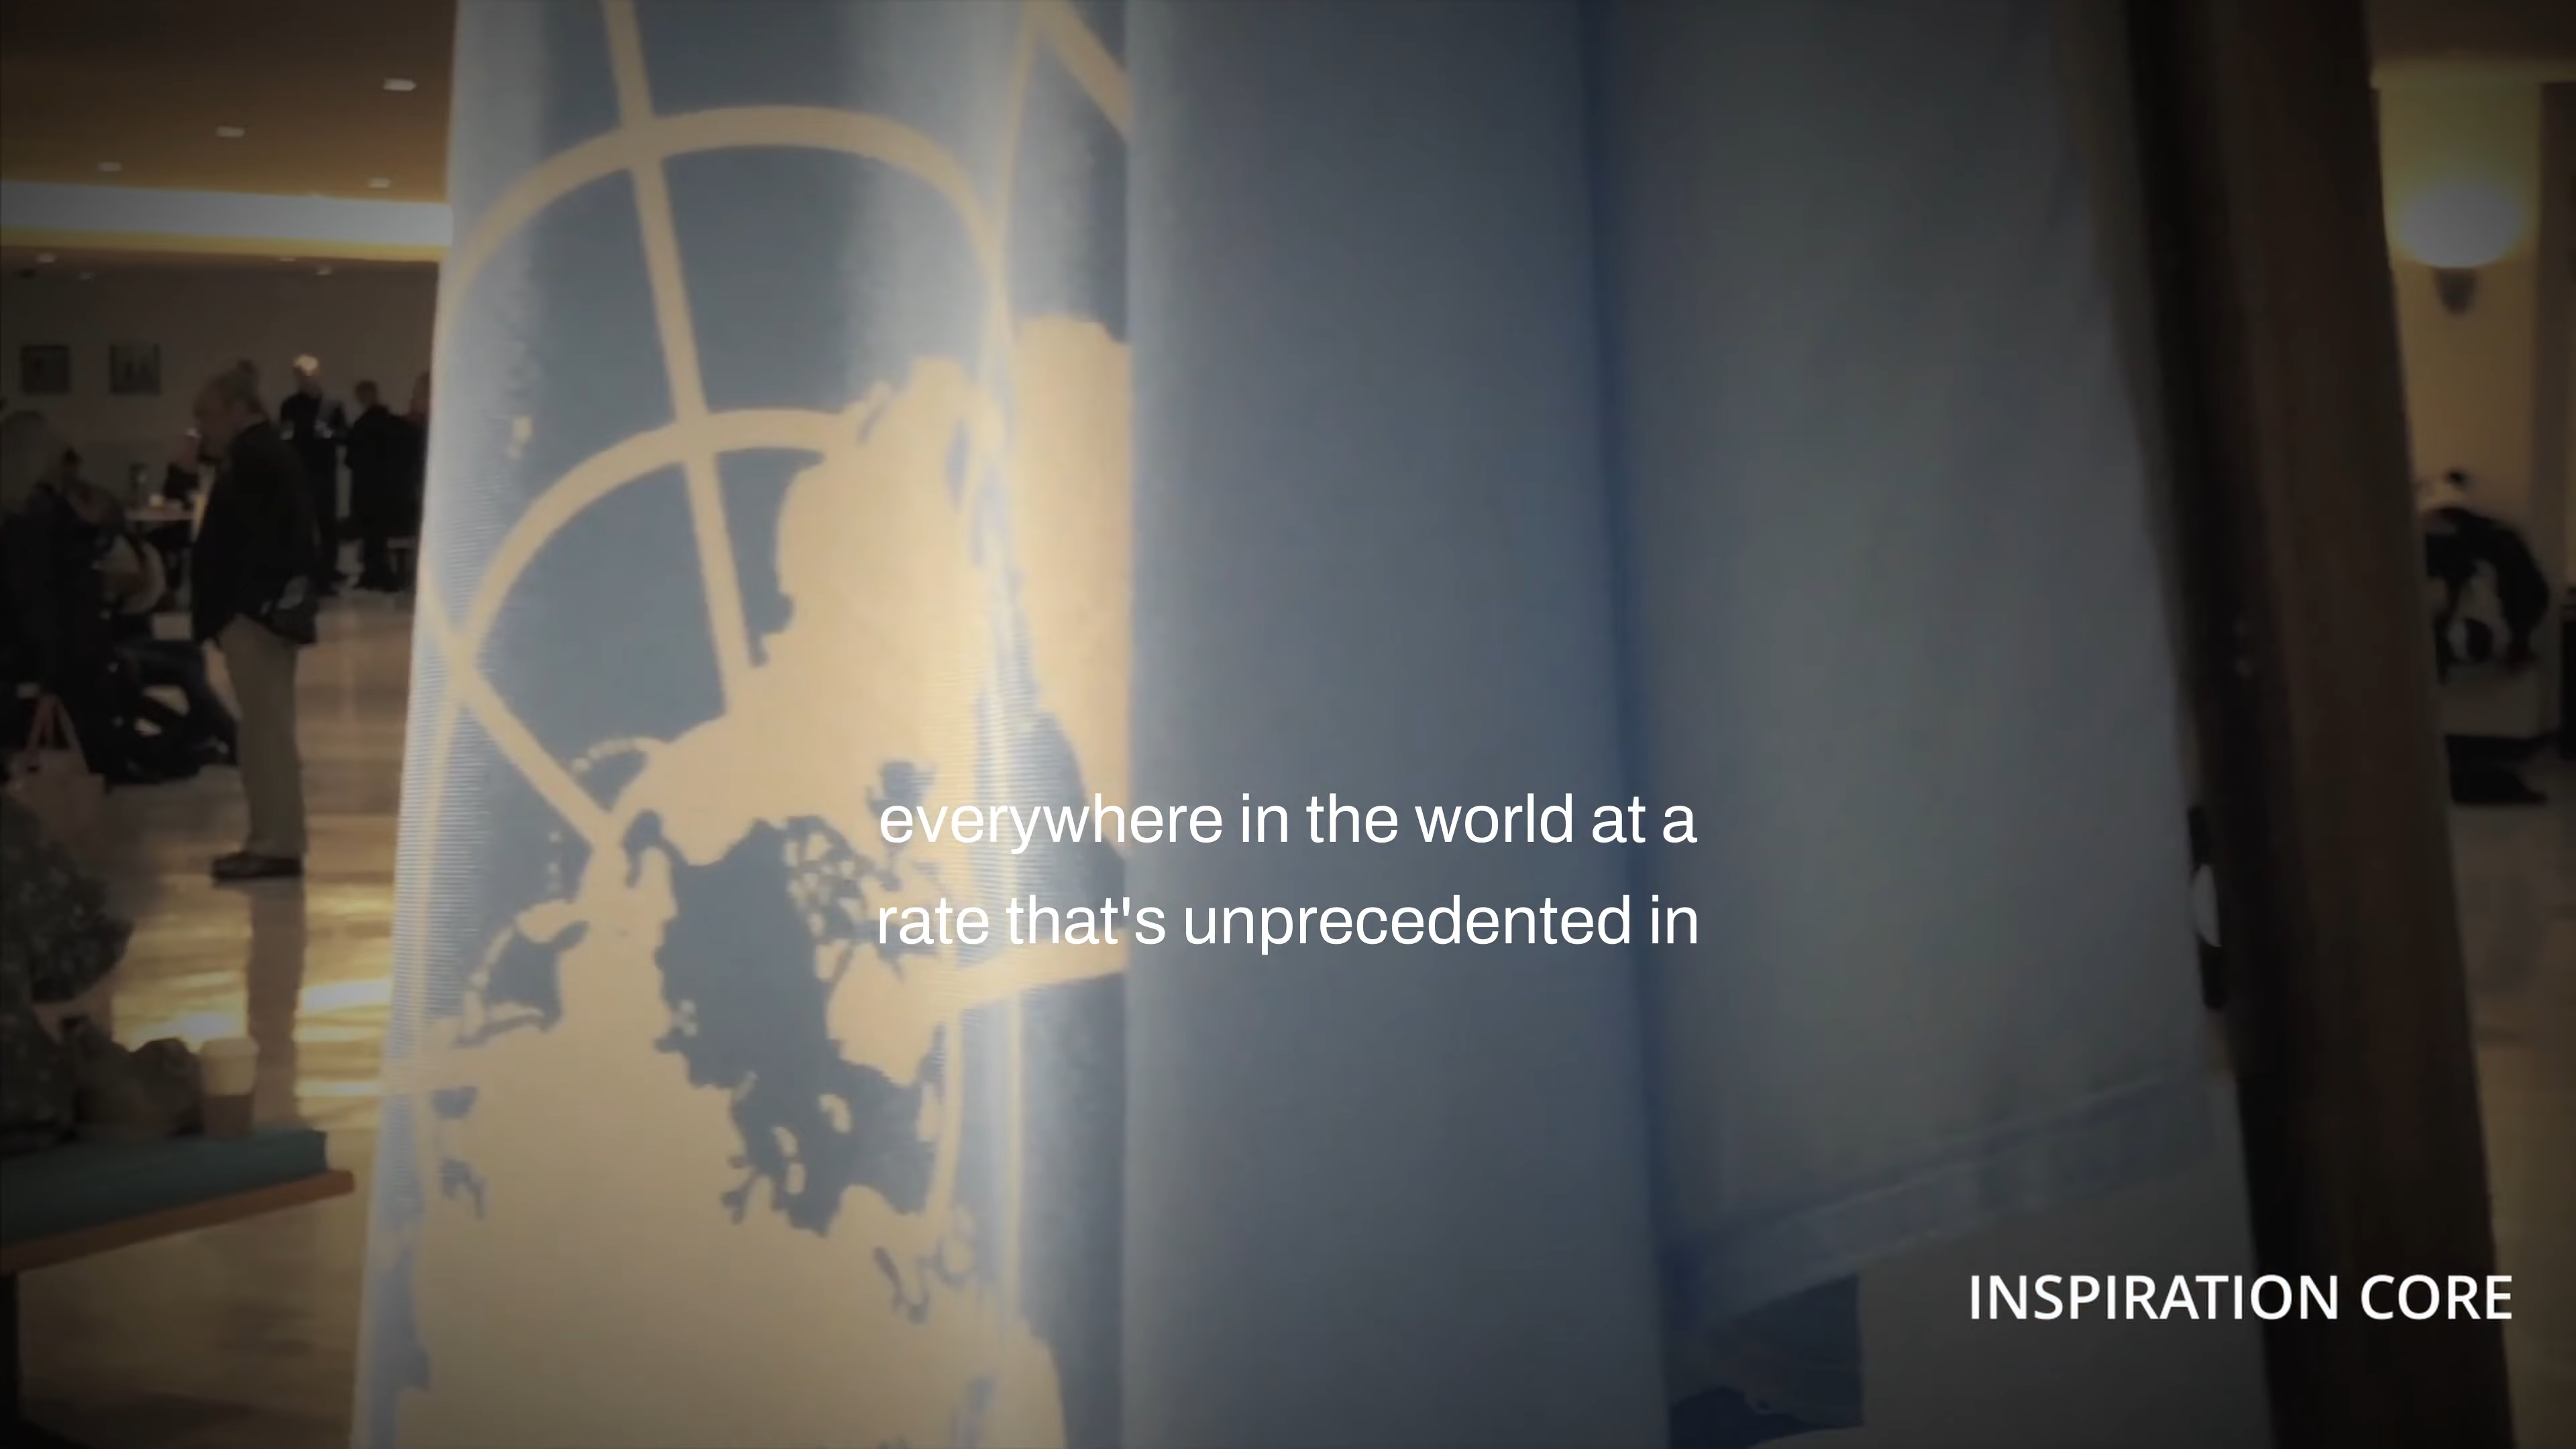 everywhere in the world at a
rate that's unprecedented in
INSPIRATION CORE